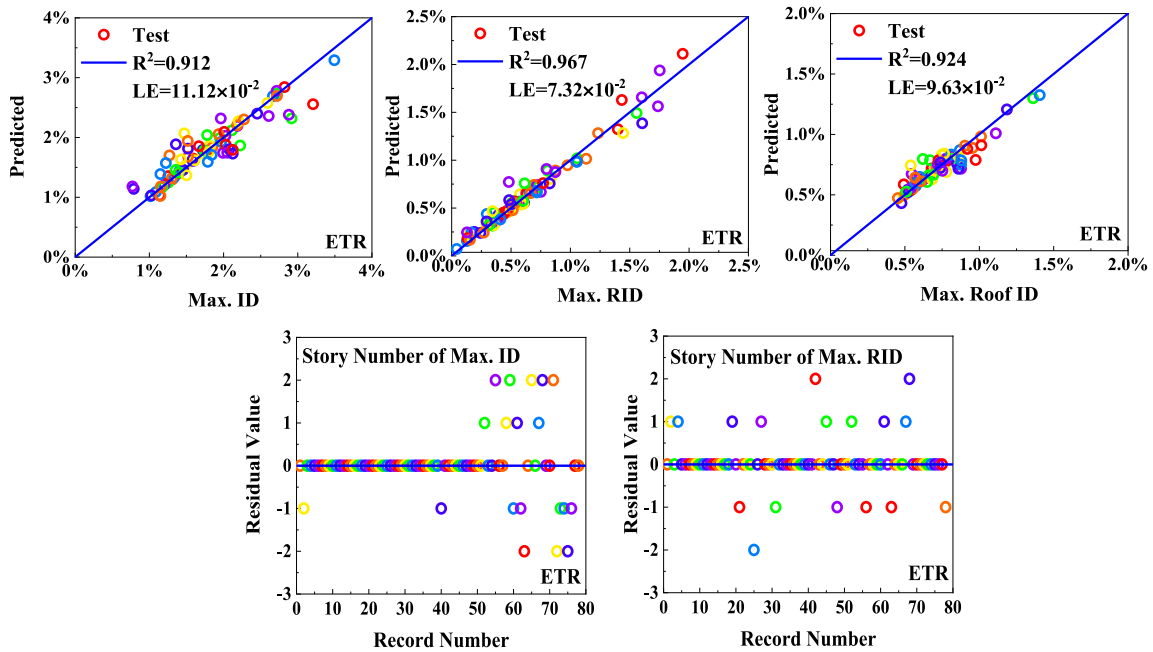 4%
3%
2%
1%
0%
Predicted
Test
R²=0.912
LE=11.12×10⁻²
ETR
0%
1%
2%
3%
4%
Max. ID
2.5%
2.0%
1.5%
1.0%
0.5%
0.0%
Predicted
Test
R²=0.967
LE=7.32×10⁻²
ETR
0.0%
0.5%
1.0%
1.5%
2.0%
2.5%
Max. RID
2.0%
1.5%
1.0%
0.5%
0.0%
Predicted
Test
R²=0.924
LE=9.63×10⁻²
ETR
0.0%
0.5%
1.0%
1.5%
2.0%
Max. Roof ID
3
2
1
0
-1
-2
-3
Residual Value
Story Number of Max. ID
ETR
0
10
20
30
40
50
60
70
80
Record Number
3
2
1
0
-1
-2
-3
Residual Value
Story Number of Max. RID
ETR
0
10
20
30
40
50
60
70
80
Record Number